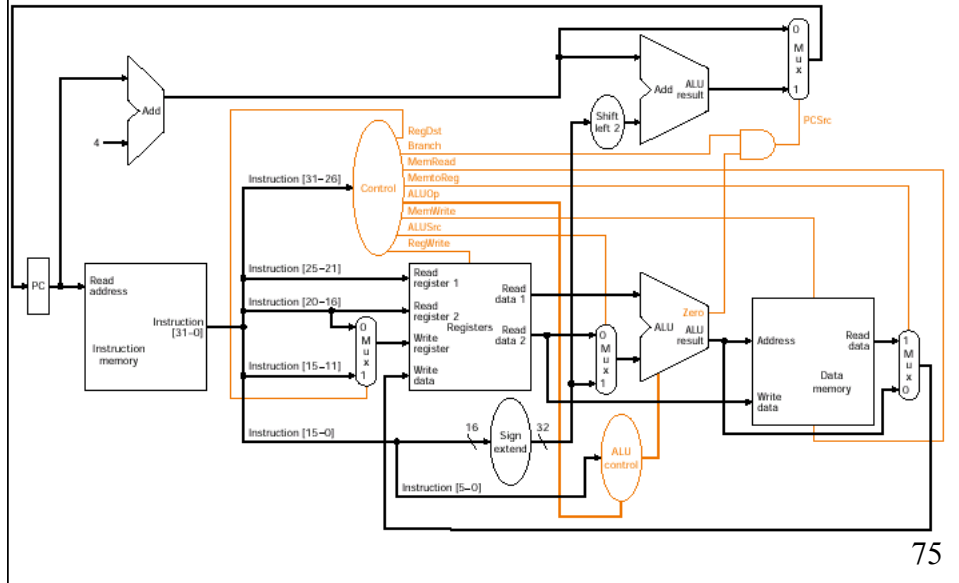 0
M
u
x
1
Add
ALU
result
Add
Shift
left 2
PCSrc
4
RegDst
Branch
MemRead
MemtoReg
ALUOp
MemWrite
ALUSrc
RegWrite
Control
Instruction [31–26]
Instruction [25–21]
Instruction [20–16]
Instruction [15–11]
Instruction [15–0]
Instruction [5–0]
PC
Read
address
Instruction
[31–0]
Instruction
memory
0
M
u
x
1
Read
register 1
Read
register 2
Write
register
Write
data
Registers
Read
data 1
Read
data 2
0
M
u
x
1
Zero
ALU
ALU
result
Address
Write
data
Read
data
Data
memory
1
M
u
x
0
16
Sign
extend
32
ALU
control
75